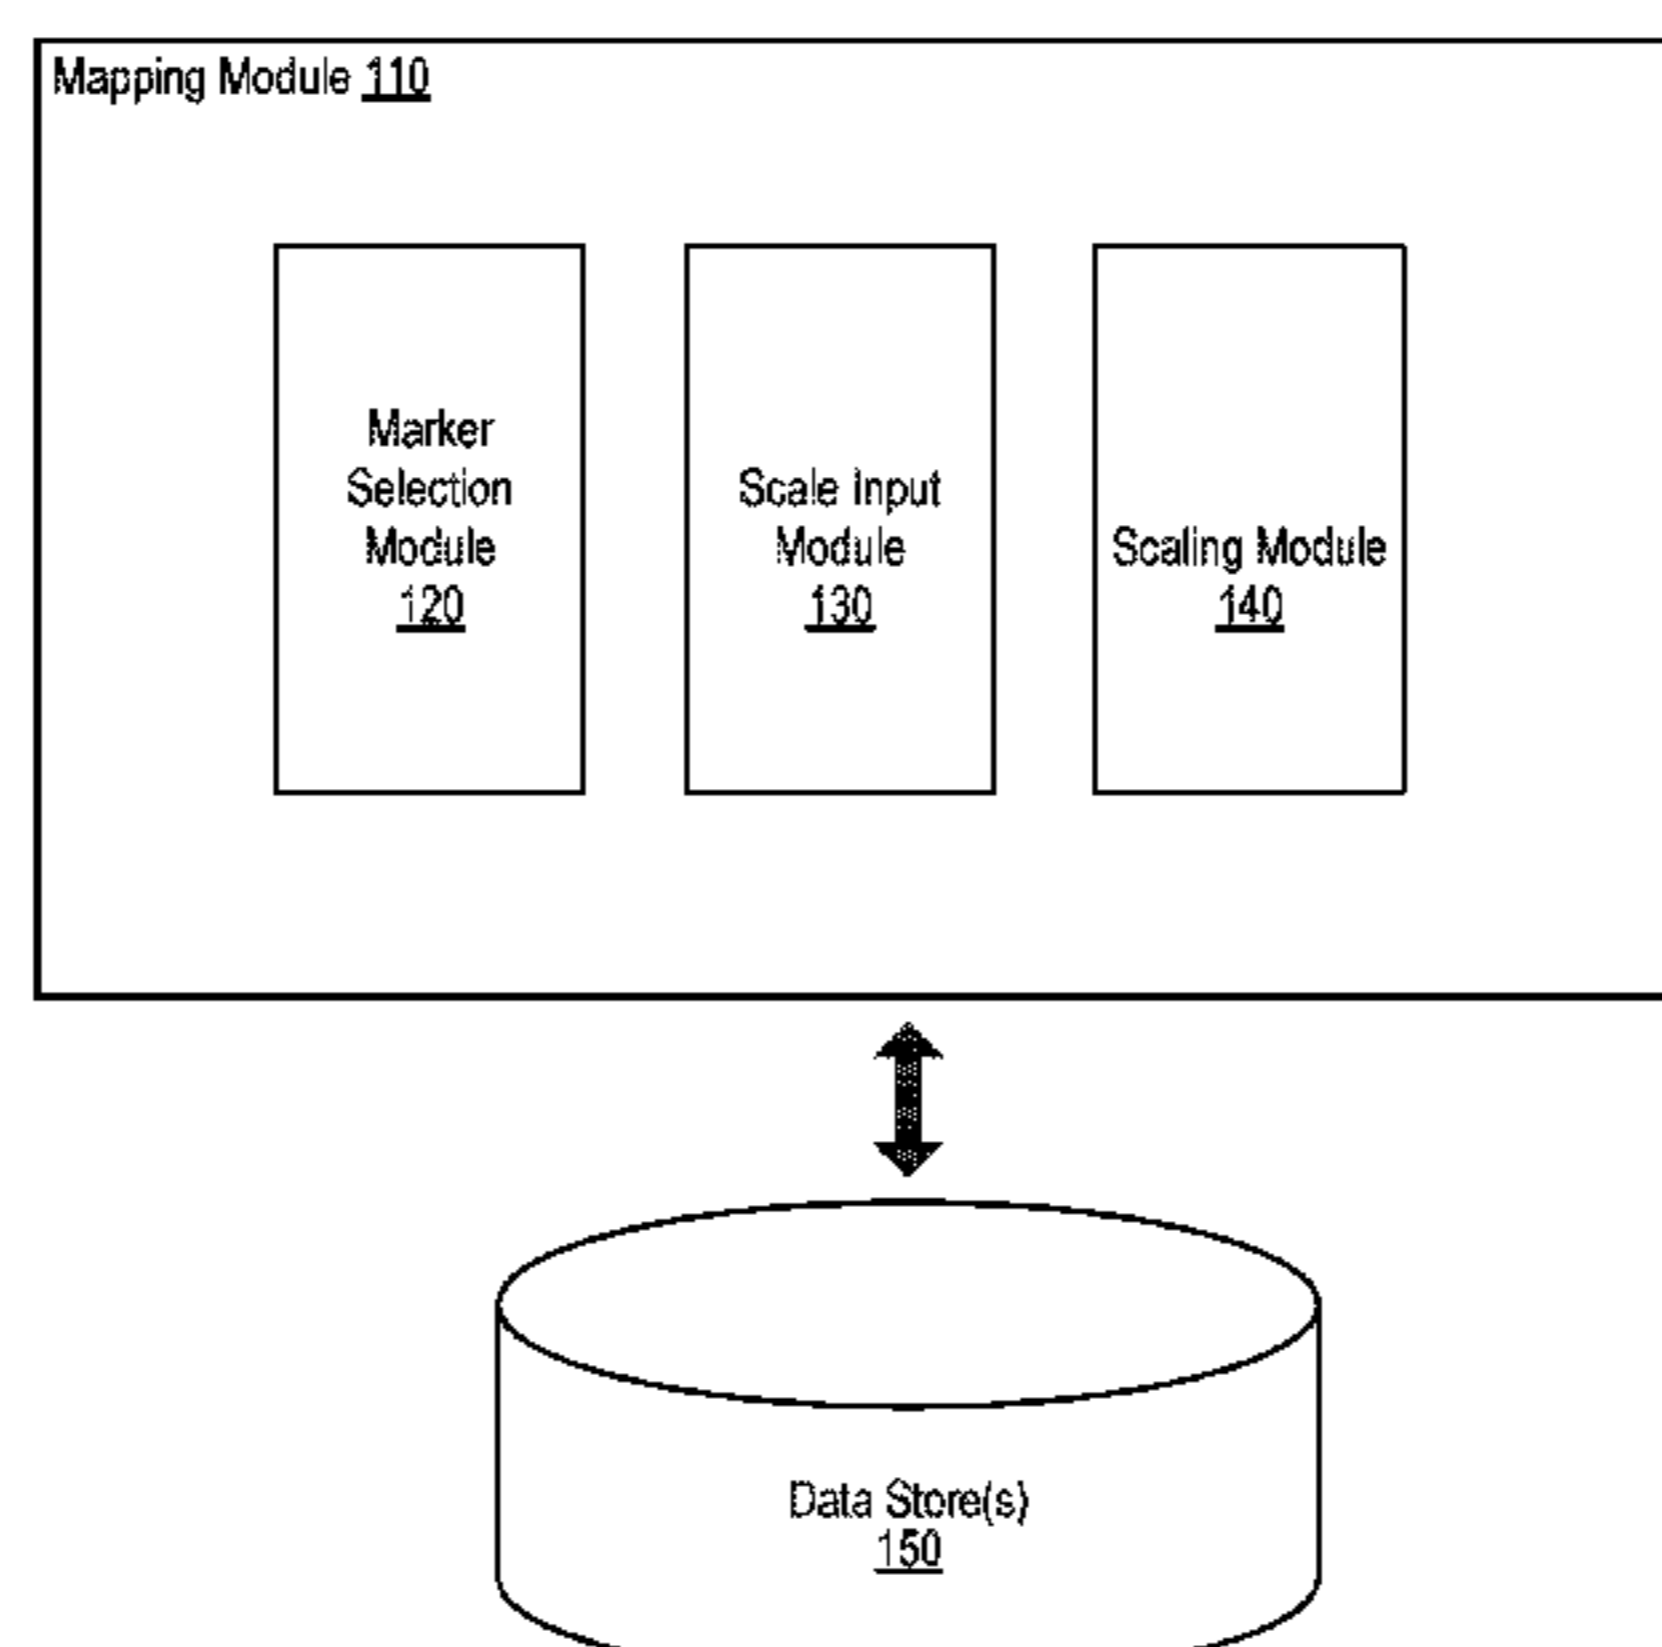 Mapping Module 110
Marker
Selection
Module
120
Scale Input
Module
130
Scaling Module
140
Data Store(s)
150